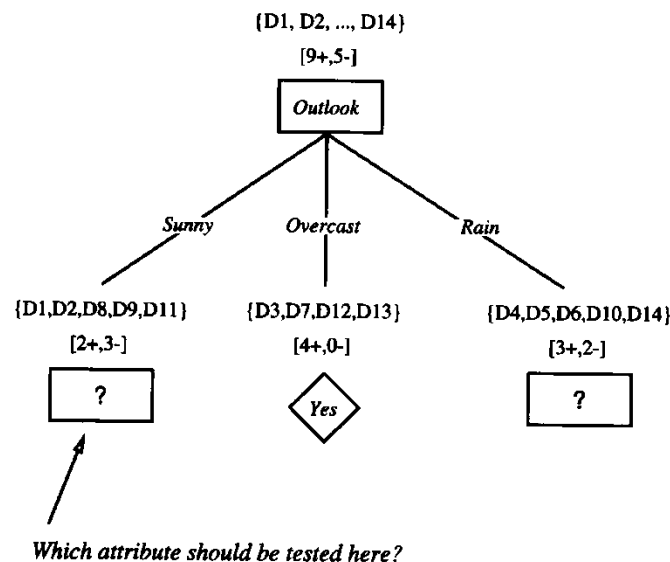 {D1, D2, ..., D14}
[9+,5-]
Outlook
Sunny
Overcast
Rain
{D1,D2,D8,D9,D11}
{D3,D7,D12,D13}
{D4,D5,D6,D10,D14}
[2+,3-]
[4+,0-]
[3+,2-]
?
Yes
?
Which attribute should be tested here?